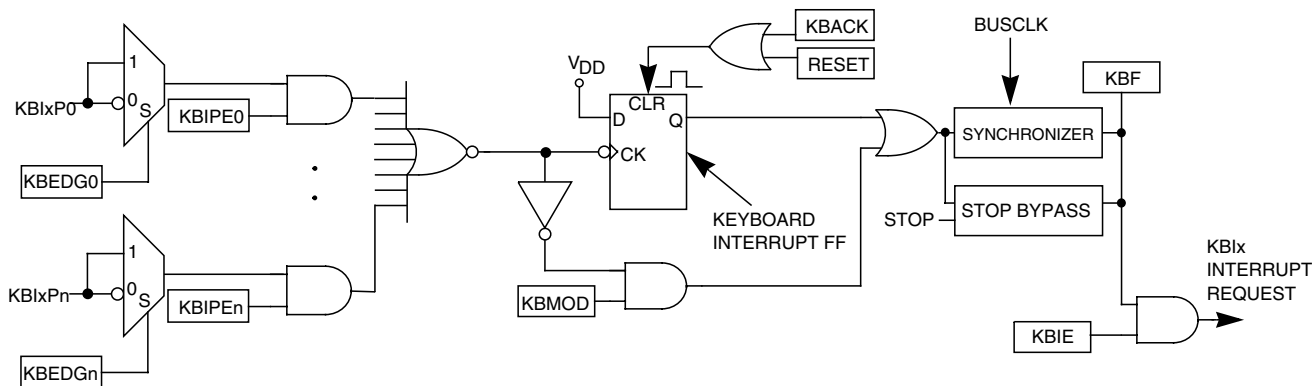 KBIxP0
1
0
S
KBIPE0
KBEDG0
KBIxPn
1
0
S
KBIPEn
KBEDGn
VDD
CLR
D
Q
CK
KBACK
RESET
KEYBOARD
INTERRUPT FF
KBMOD
BUSCLK
SYNCHRONIZER
STOP BYPASS
STOP
KBF
KBIE
KBIx
INTERRUPT
REQUEST